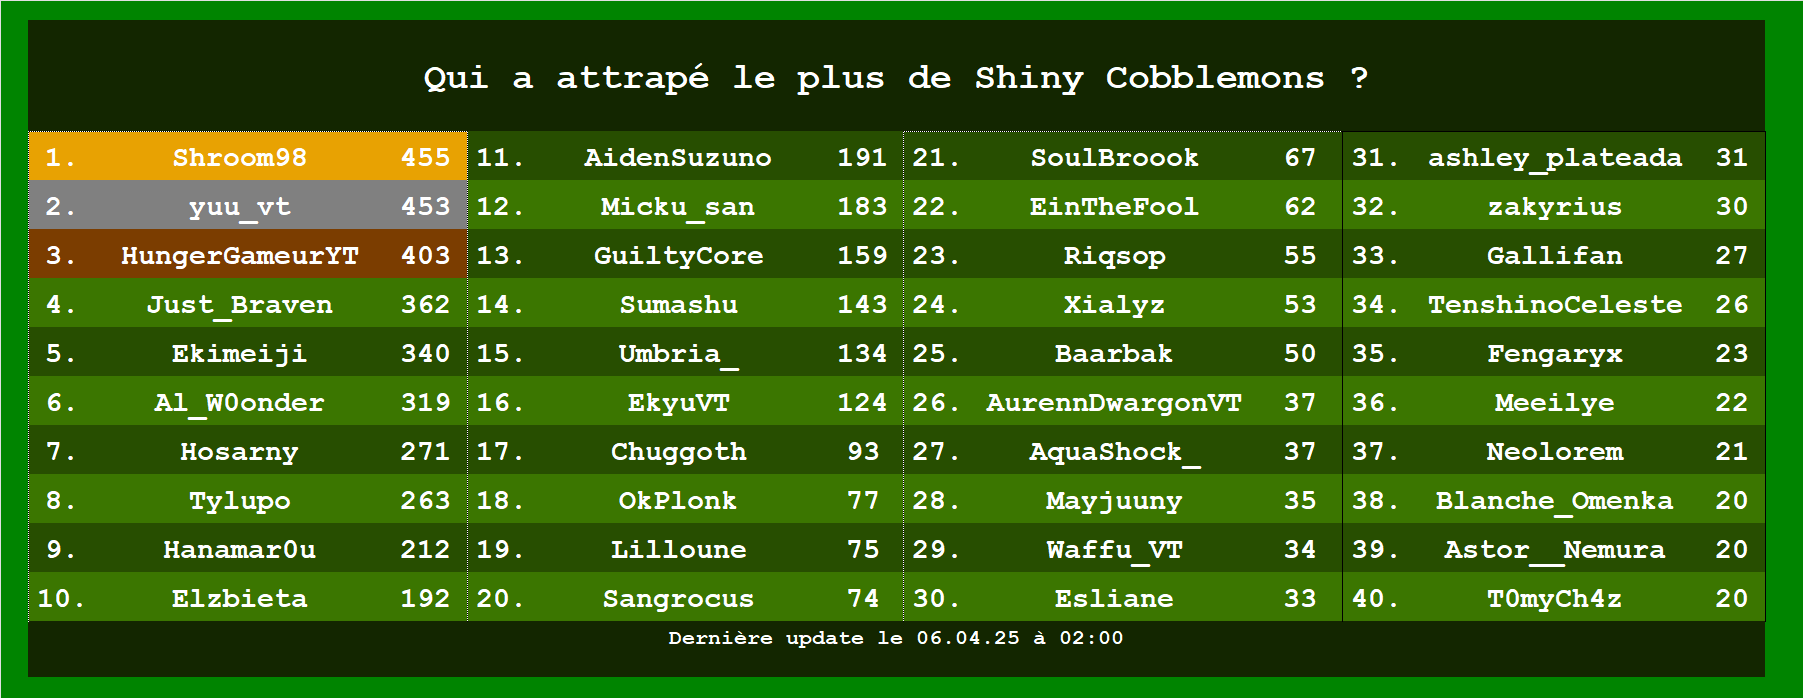 Qui a attrapé le plus de Shiny Cobblemons ?
1. Shroom98 455 11. AidenSuzuno 191 21. SoulBroook 67 31. ashley_plateada 31
2. yuu_vt 453 12. Micku_san 183 22. EinTheFool 62 32. zakyrius 30
3. HungerGameurYT 403 13. GuiltyCore 159 23. Riqsop 55 33. Gallifan 27
4. Just_Braven 362 14. Sumashu 143 24. Xialyz 53 34. TenshinoCeleste 26
5. Ekimeiji 340 15. Umbria_ 134 25. Baarbak 50 35. Fengaryx 23
6. Al_W0onder 319 16. EkyuVT 124 26. AurennDwargonVT 37 36. Meeilye 22
7. Hosarny 271 17. Chuggoth 93 27. AquaShock_ 37 37. Neolorem 21
8. Tylupo 263 18. OkPlonk 77 28. Mayjuuny 35 38. Blanche_Omenka 20
9. Hanamar0u 212 19. Lilloune 75 29. Waffu_VT 34 39. Astor__Nemura 20
10. Elzbieta 192 20. Sangrocus 74 30. Esliane 33 40. T0myCh4z 20
Dernière update le 06.04.25 à 02:00